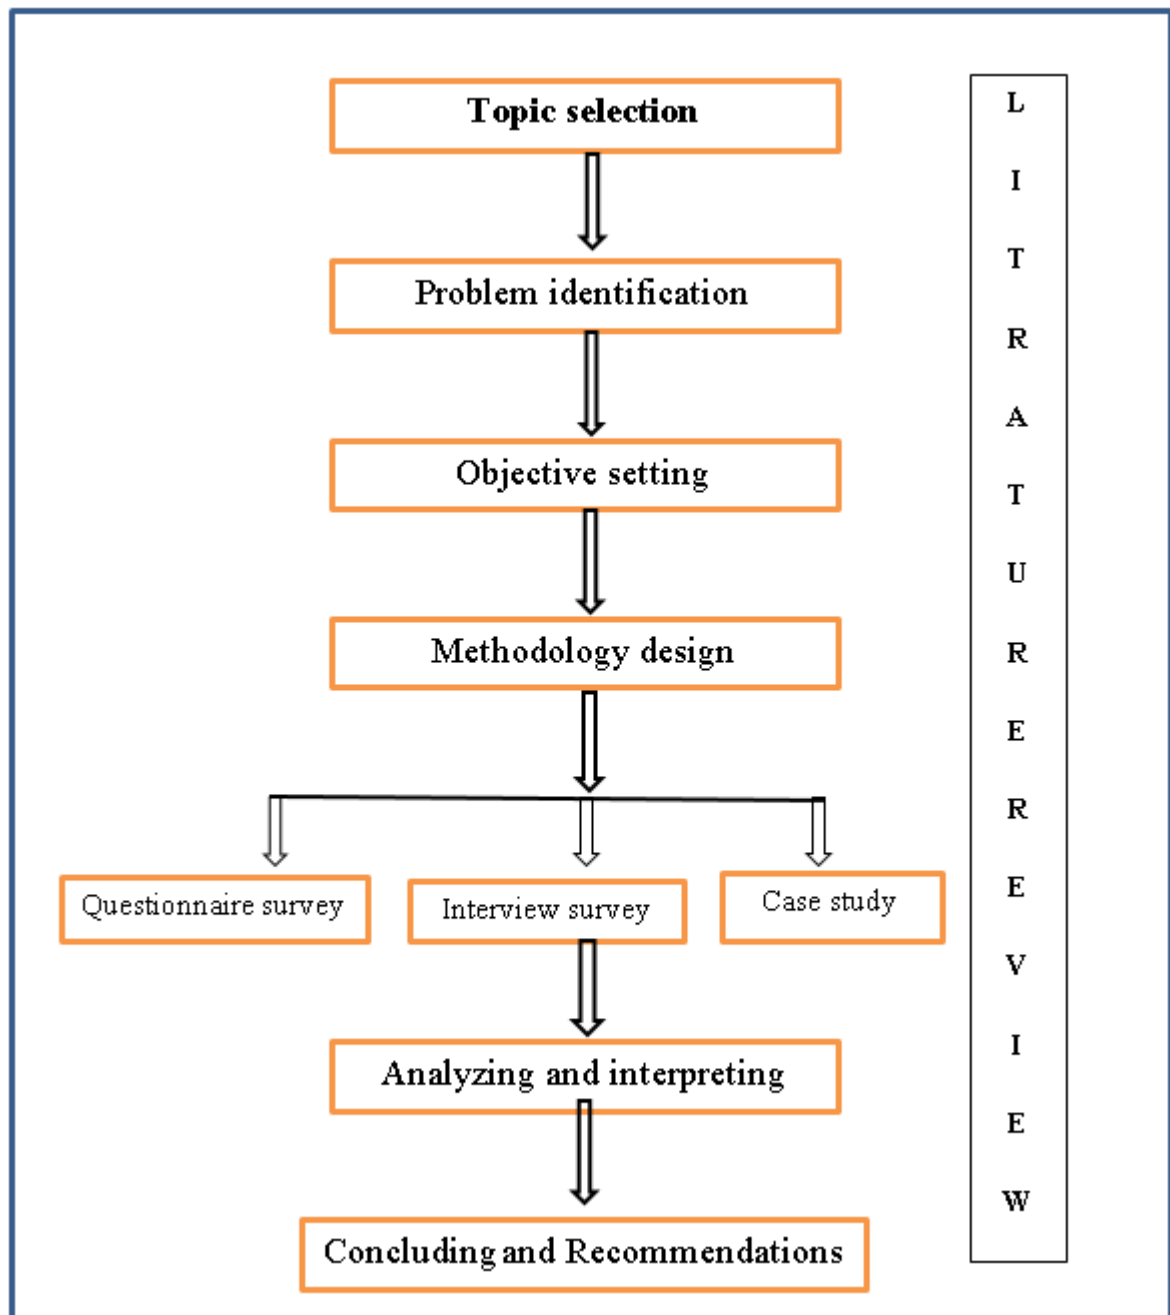 Topic selection
Problem identification
Objective setting
Methodology design
Questionnaire survey
Interview survey
Case study
Analyzing and interpreting
Concluding and Recommendations
L
I
T
R
A
T
U
R
E
R
E
V
I
E
W